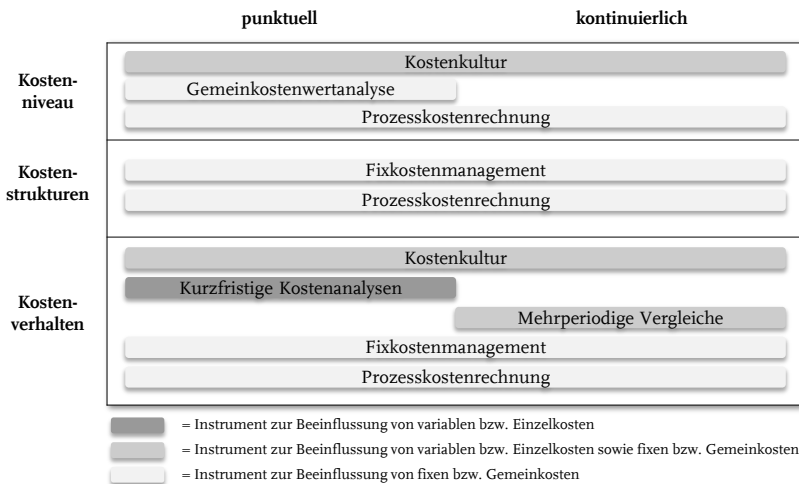 punktuell kontinuierlich
Kostenkultur
Kosten-
niveau
Gemeinkostenwertanalyse
Prozesskostenrechnung
Kosten-
strukturen
Fixkostenmanagement
Prozesskostenrechnung
Kosten-
verhalten
Kostenkultur
Kurzfristige Kostenanalysen
Mehrperiodige Vergleiche
Fixkostenmanagement
Prozesskostenrechnung
= Instrument zur Beeinflussung von variablen bzw. Einzelkosten
= Instrument zur Beeinflussung von variablen bzw. Einzelkosten sowie fixen bzw. Gemeinkosten
= Instrument zur Beeinflussung von fixen bzw. Gemeinkosten